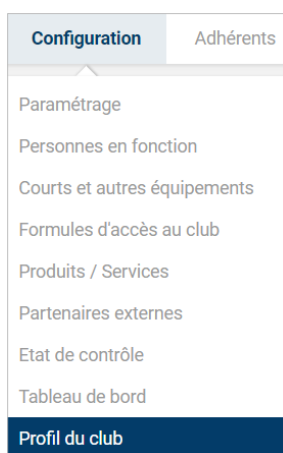 Configuration Adhérents
Paramétrage
Personnes en fonction
Courts et autres équipements
Formules d'accès au club
Produits / Services
Partenaires externes
Etat de contrôle
Tableau de bord
Profil du club